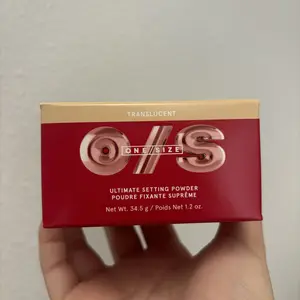 TRANSLUCENT
O/S
ONE/SIZE
ULTIMATE SETTING POWDER
POUDRE FIXANTE SUPRÊME
Net Wt. 34.5 g / Poids Net 1.2 oz.